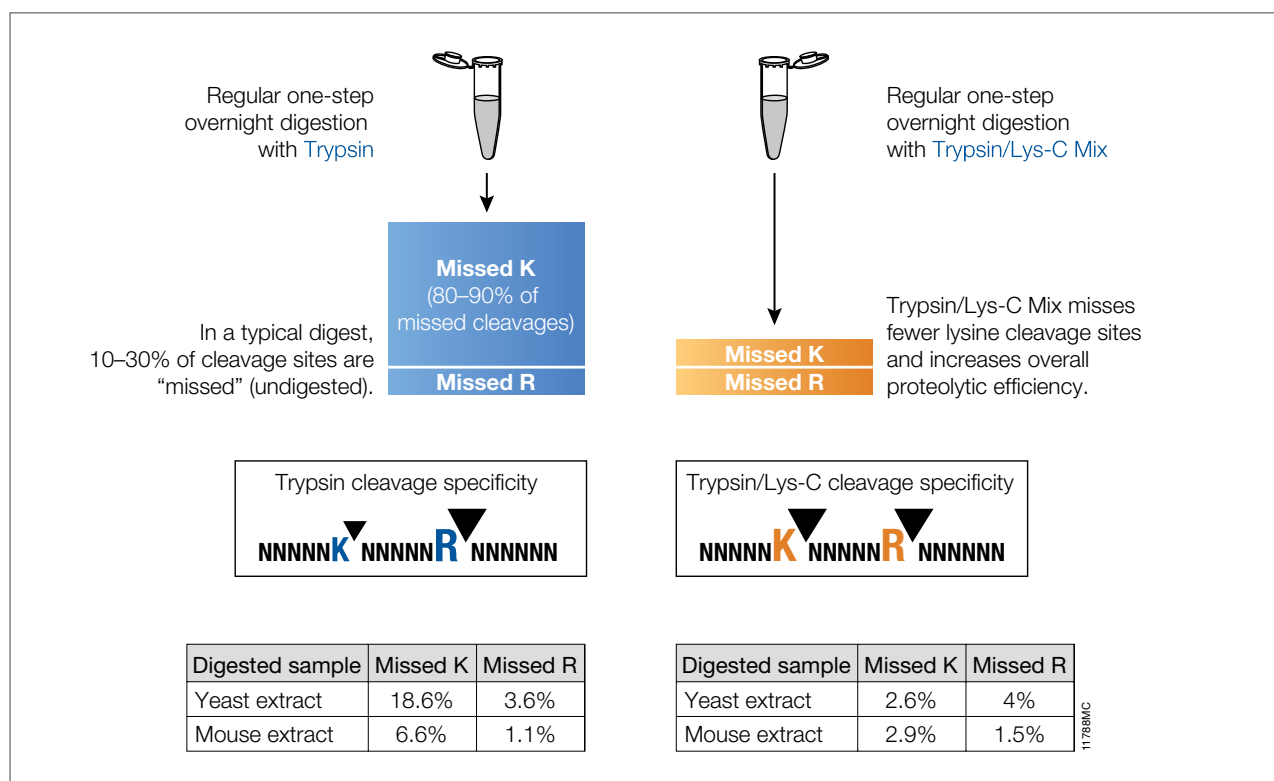 Regular one-step
overnight digestion
with Trypsin
Regular one-step
overnight digestion
with Trypsin/Lys-C Mix
Missed K
(80–90% of
missed cleavages)
Missed R
In a typical digest,
10–30% of cleavage sites are
“missed” (undigested).
Missed K
Missed R
Trypsin/Lys-C Mix misses
fewer lysine cleavage sites
and increases overall
proteolytic efficiency.
Trypsin cleavage specificity
NNNNNK NNNNNR NNNNNN
Trypsin/Lys-C cleavage specificity
NNNNNK NNNNNR NNNNNN
Digested sample Missed K Missed R
Yeast extract 18.6% 3.6%
Mouse extract 6.6% 1.1%
Digested sample Missed K Missed R
Yeast extract 2.6% 4%
Mouse extract 2.9% 1.5%
11788MC